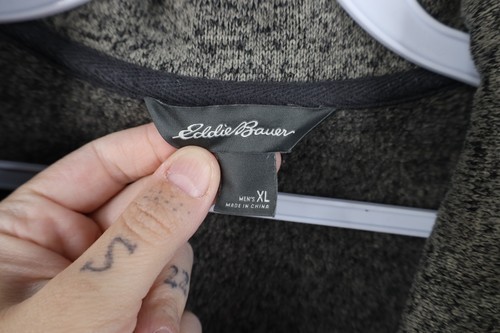 Eddie Bauer
MEN'S XL
MADE IN CHINA